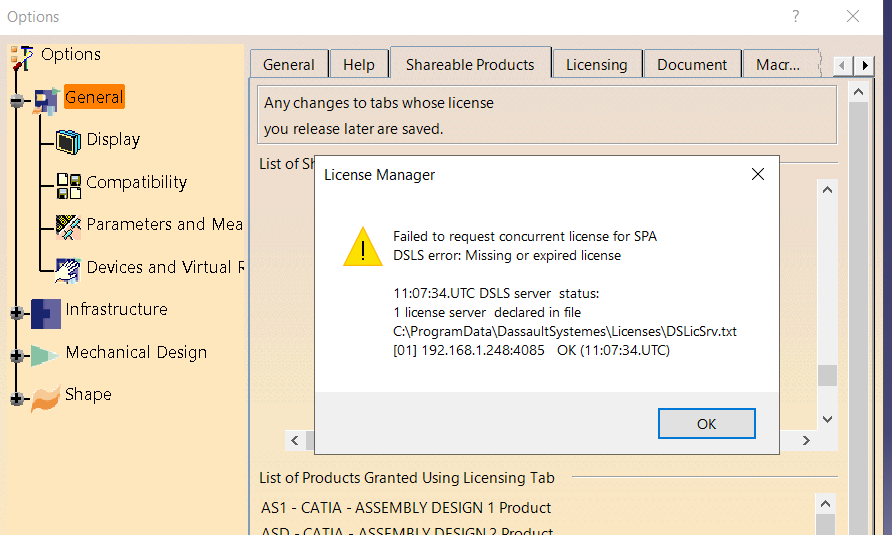 Options
Options
General
Display
Compatibility
Parameters and Mea
Devices and Virtual R
Infrastructure
Mechanical Design
Shape
General
Help
Shareable Products
Licensing
Document
Macr...
Any changes to tabs whose license
you release later are saved.
List of Sh
License Manager
Failed to request concurrent license for SPA
DSLS error: Missing or expired license
11:07:34.UTC DSLS server status:
1 license server declared in file
C:\ProgramData\DassaultSystemes\Licenses\DSLicSrv.txt
[01] 192.168.1.248:4085 OK (11:07:34.UTC)
OK
List of Products Granted Using Licensing Tab
AS1 - CATIA - ASSEMBLY DESIGN 1 Product
ASD - CATIA - ASSEMBLY DESIGN 2 Product